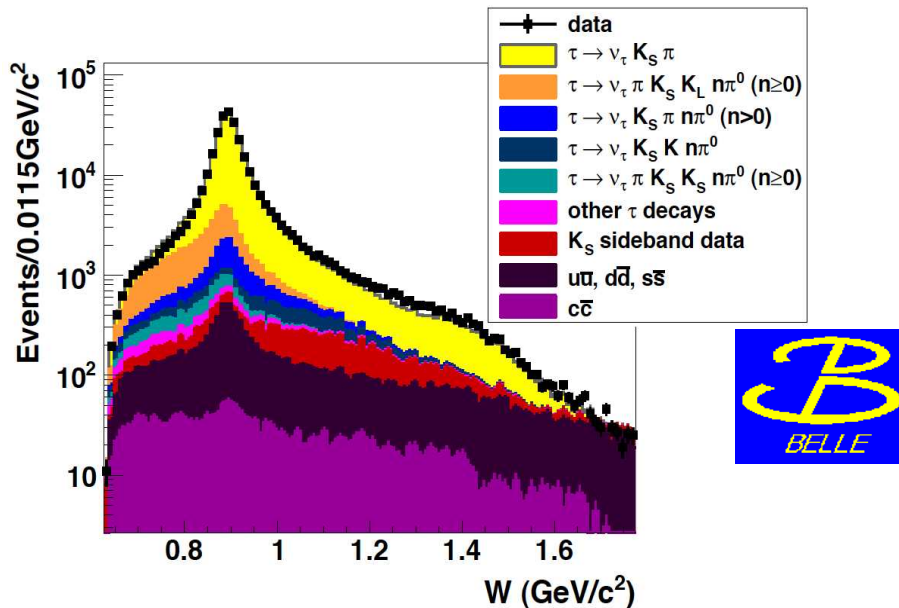 data
τ → ν_τ K_S π
τ → ν_τ π K_S K_L nπ⁰ (n≥0)
τ → ν_τ K_S π nπ⁰ (n>0)
τ → ν_τ K_S K nπ⁰
τ → ν_τ π K_S K_S nπ⁰ (n≥0)
other τ decays
K_S sideband data
uū, dd̄, ss̄
cc̄
Events/0.0115GeV/c²
10⁵
10⁴
10³
10²
10
0.8 1 1.2 1.4 1.6
W (GeV/c²)
B
BELLE